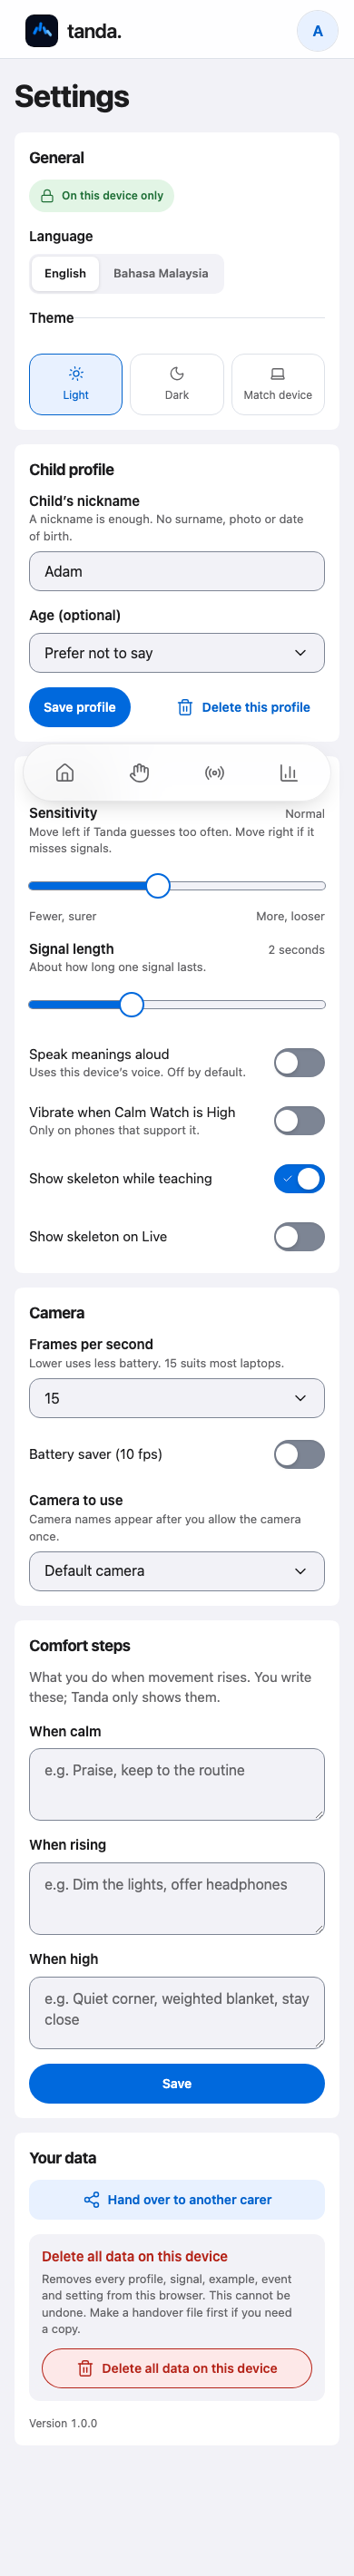 tanda.
A
Settings
General
On this device only
Language
English
Bahasa Malaysia
Theme
Light
Dark
Match device
Child profile
Child’s nickname
A nickname is enough. No surname, photo or date
of birth.
Adam
Age (optional)
Prefer not to say
Save profile
Delete this profile
Sensitivity
Normal
Move left if Tanda guesses too often. Move right if it
misses signals.
Fewer, surer
More, looser
Signal length
2 seconds
About how long one signal lasts.
Speak meanings aloud
Uses this device’s voice. Off by default.
Vibrate when Calm Watch is High
Only on phones that support it.
Show skeleton while teaching
Show skeleton on Live
Camera
Frames per second
Lower uses less battery. 15 suits most laptops.
15
Battery saver (10 fps)
Camera to use
Camera names appear after you allow the camera
once.
Default camera
Comfort steps
What you do when movement rises. You write
these; Tanda only shows them.
When calm
e.g. Praise, keep to the routine
When rising
e.g. Dim the lights, offer headphones
When high
e.g. Quiet corner, weighted blanket, stay
close
Save
Your data
Hand over to another carer
Delete all data on this device
Removes every profile, signal, example, event
and setting from this browser. This cannot be
undone. Make a handover file first if you need
a copy.
Delete all data on this device
Version 1.0.0